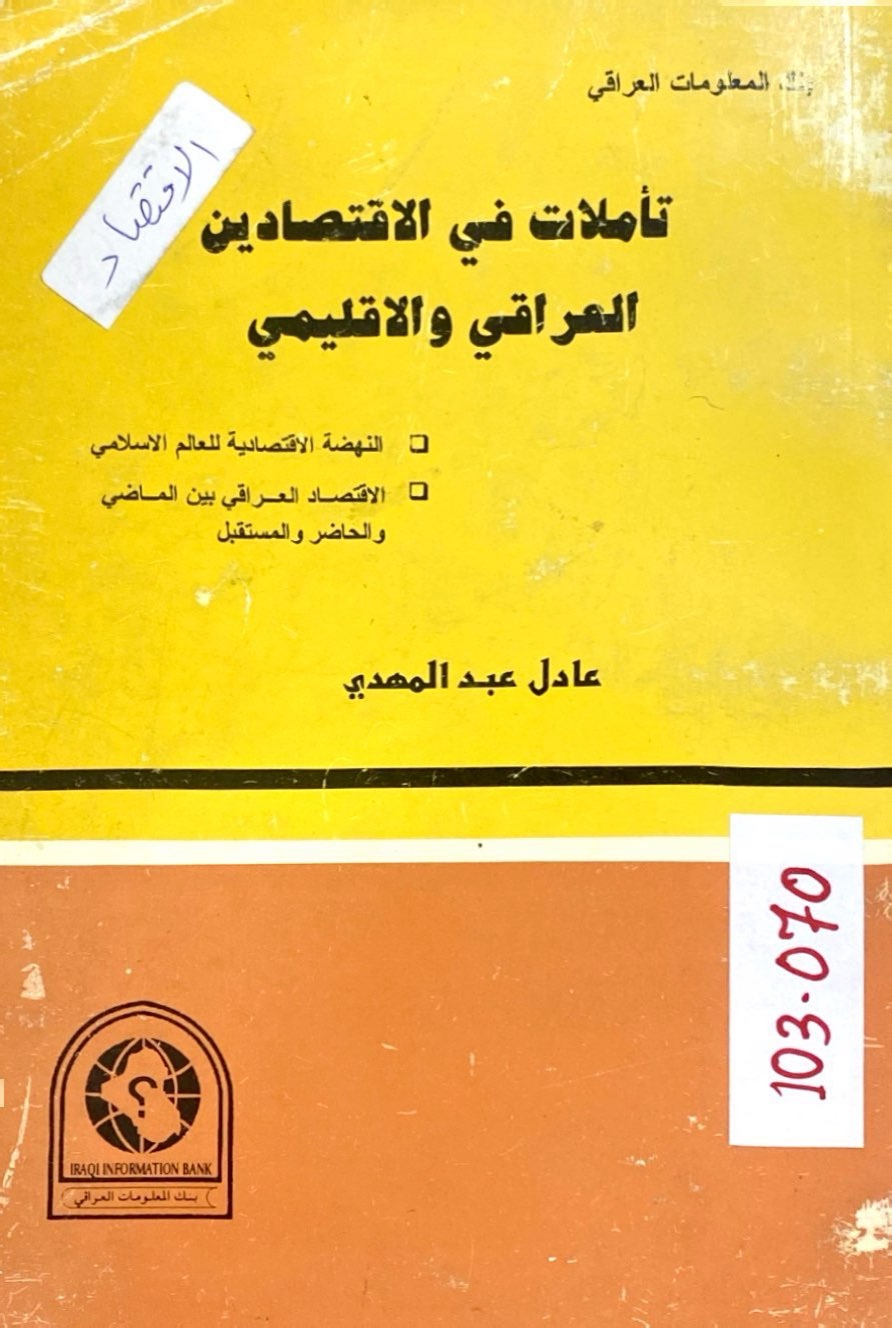 بنك المعلومات العراقي
الاقتصاد
تأملات في الاقتصادين
العراقي والاقليمي
❏ النهضة الاقتصادية للعالم الاسلامي
❏ الاقتصاد العراقي بين الماضي
والحاضر والمستقبل
عادل عبد المهدي
103.070
؟
IRAQI INFORMATION BANK
بنك المعلومات العراقي